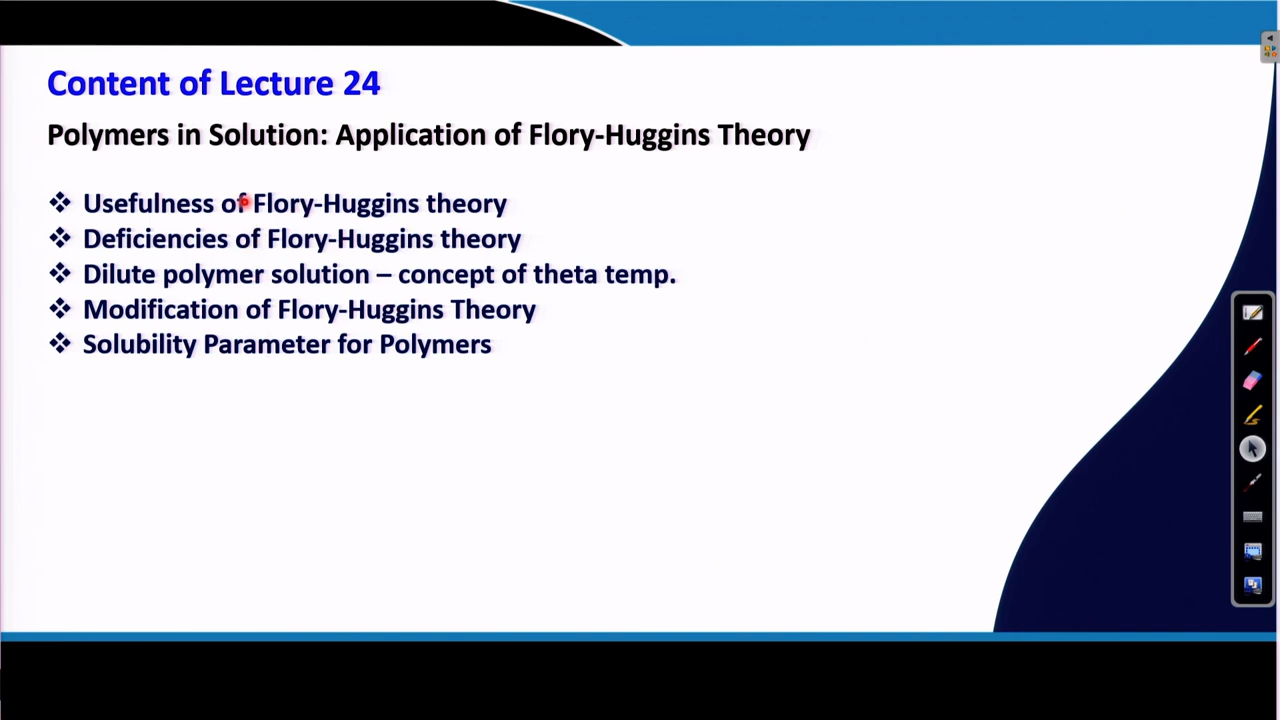 Content of Lecture 24
Polymers in Solution: Application of Flory-Huggins Theory
❖ Usefulness of Flory-Huggins theory
❖ Deficiencies of Flory-Huggins theory
❖ Dilute polymer solution – concept of theta temp.
❖ Modification of Flory-Huggins Theory
❖ Solubility Parameter for Polymers